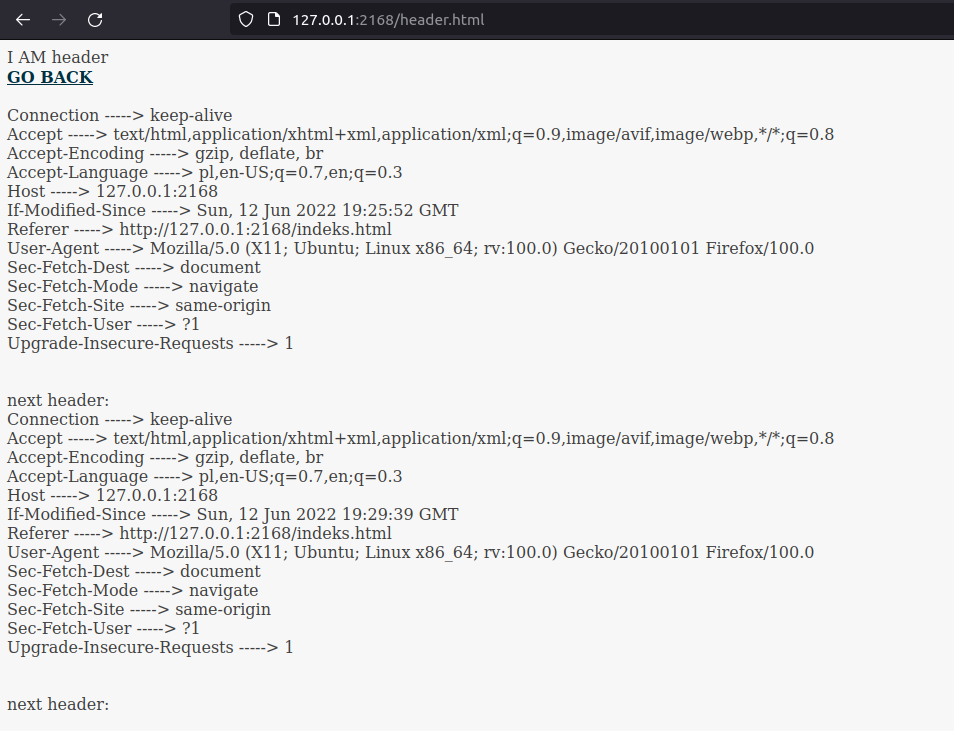 127.0.0.1:2168/header.html
I AM header
GO BACK
Connection -----> keep-alive
Accept -----> text/html,application/xhtml+xml,application/xml;q=0.9,image/avif,image/webp,*/*;q=0.8
Accept-Encoding -----> gzip, deflate, br
Accept-Language -----> pl,en-US;q=0.7,en;q=0.3
Host -----> 127.0.0.1:2168
If-Modified-Since -----> Sun, 12 Jun 2022 19:25:52 GMT
Referer -----> http://127.0.0.1:2168/indeks.html
User-Agent -----> Mozilla/5.0 (X11; Ubuntu; Linux x86_64; rv:100.0) Gecko/20100101 Firefox/100.0
Sec-Fetch-Dest -----> document
Sec-Fetch-Mode -----> navigate
Sec-Fetch-Site -----> same-origin
Sec-Fetch-User -----> ?1
Upgrade-Insecure-Requests -----> 1
next header:
Connection -----> keep-alive
Accept -----> text/html,application/xhtml+xml,application/xml;q=0.9,image/avif,image/webp,*/*;q=0.8
Accept-Encoding -----> gzip, deflate, br
Accept-Language -----> pl,en-US;q=0.7,en;q=0.3
Host -----> 127.0.0.1:2168
If-Modified-Since -----> Sun, 12 Jun 2022 19:29:39 GMT
Referer -----> http://127.0.0.1:2168/indeks.html
User-Agent -----> Mozilla/5.0 (X11; Ubuntu; Linux x86_64; rv:100.0) Gecko/20100101 Firefox/100.0
Sec-Fetch-Dest -----> document
Sec-Fetch-Mode -----> navigate
Sec-Fetch-Site -----> same-origin
Sec-Fetch-User -----> ?1
Upgrade-Insecure-Requests -----> 1
next header: